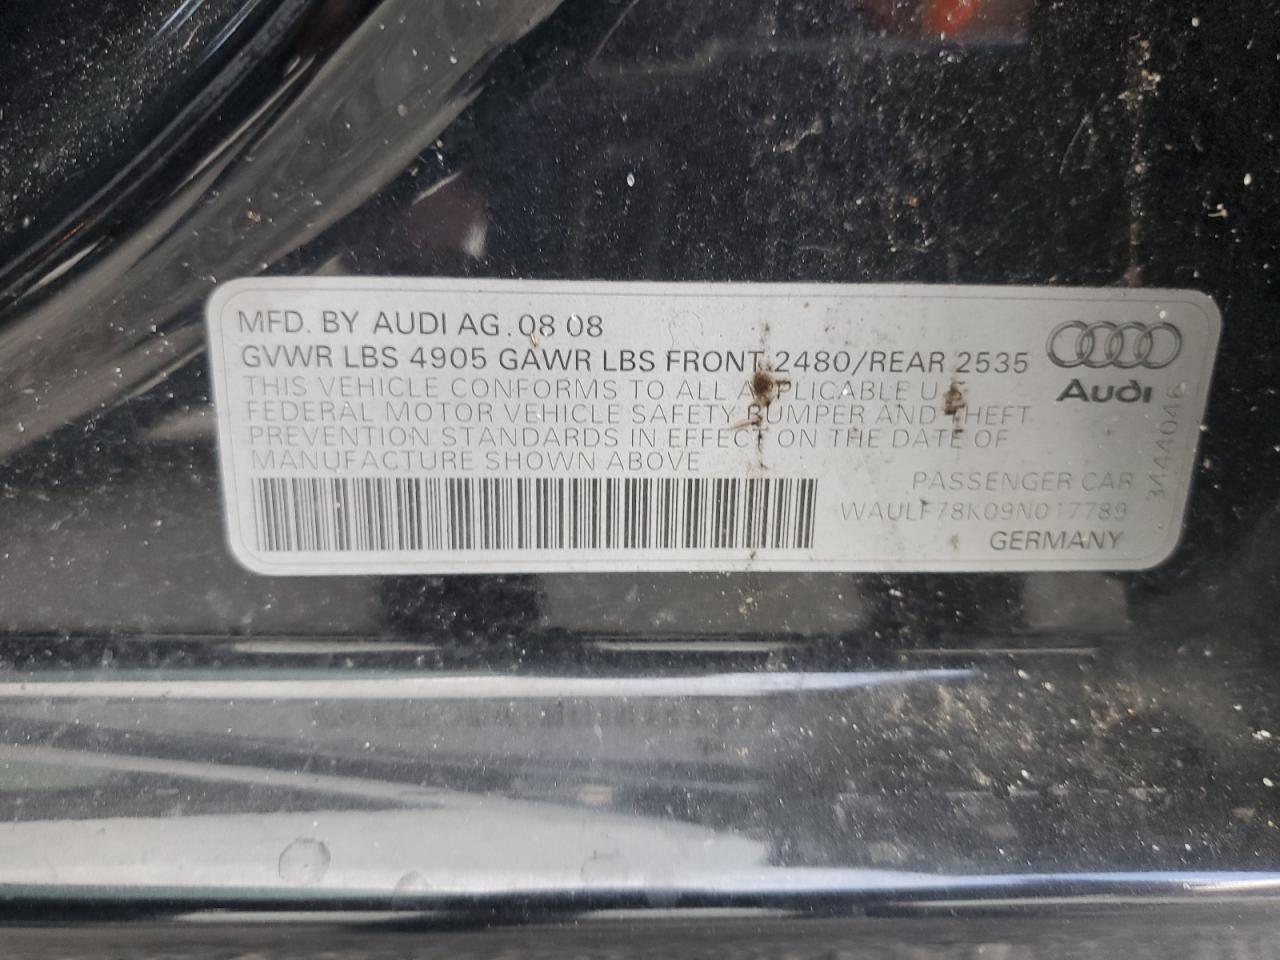 MFD. BY AUDI AG. 08 08
GVWR LBS 4905 GAWR LBS FRONT 2480/REAR 2535
THIS VEHICLE CONFORMS TO ALL APPLICABLE U.S.
FEDERAL MOTOR VEHICLE SAFETY BUMPER AND THEFT
PREVENTION STANDARDS IN EFFECT ON THE DATE OF
MANUFACTURE SHOWN ABOVE
Audi
PASSENGER CAR
WAULF78K09N017789
GERMANY
3444046